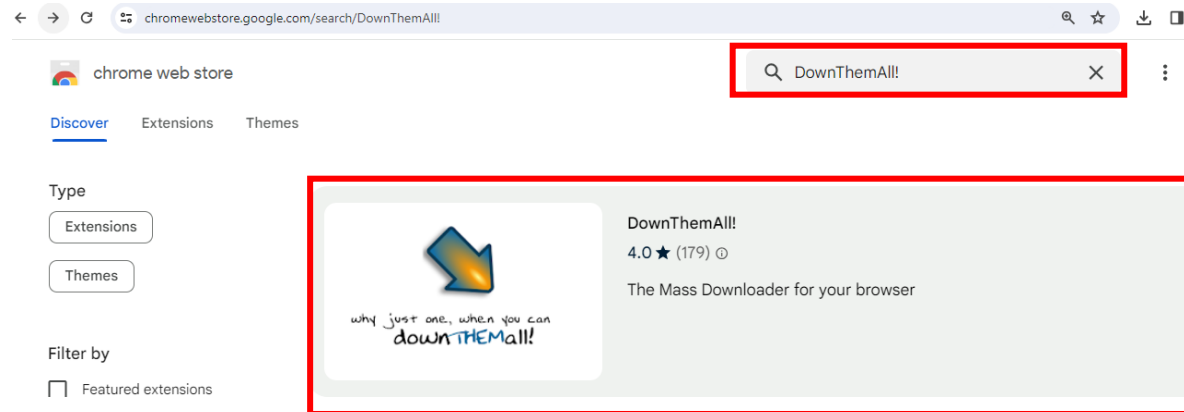 chromewebstore.google.com/search/DownThemAll!
chrome web store
DownThemAll!
Discover Extensions Themes
Type
Extensions
Themes
Filter by
Featured extensions
why just one, when you can
downTHEMall!
DownThemAll!
4.0 ★ (179)
The Mass Downloader for your browser